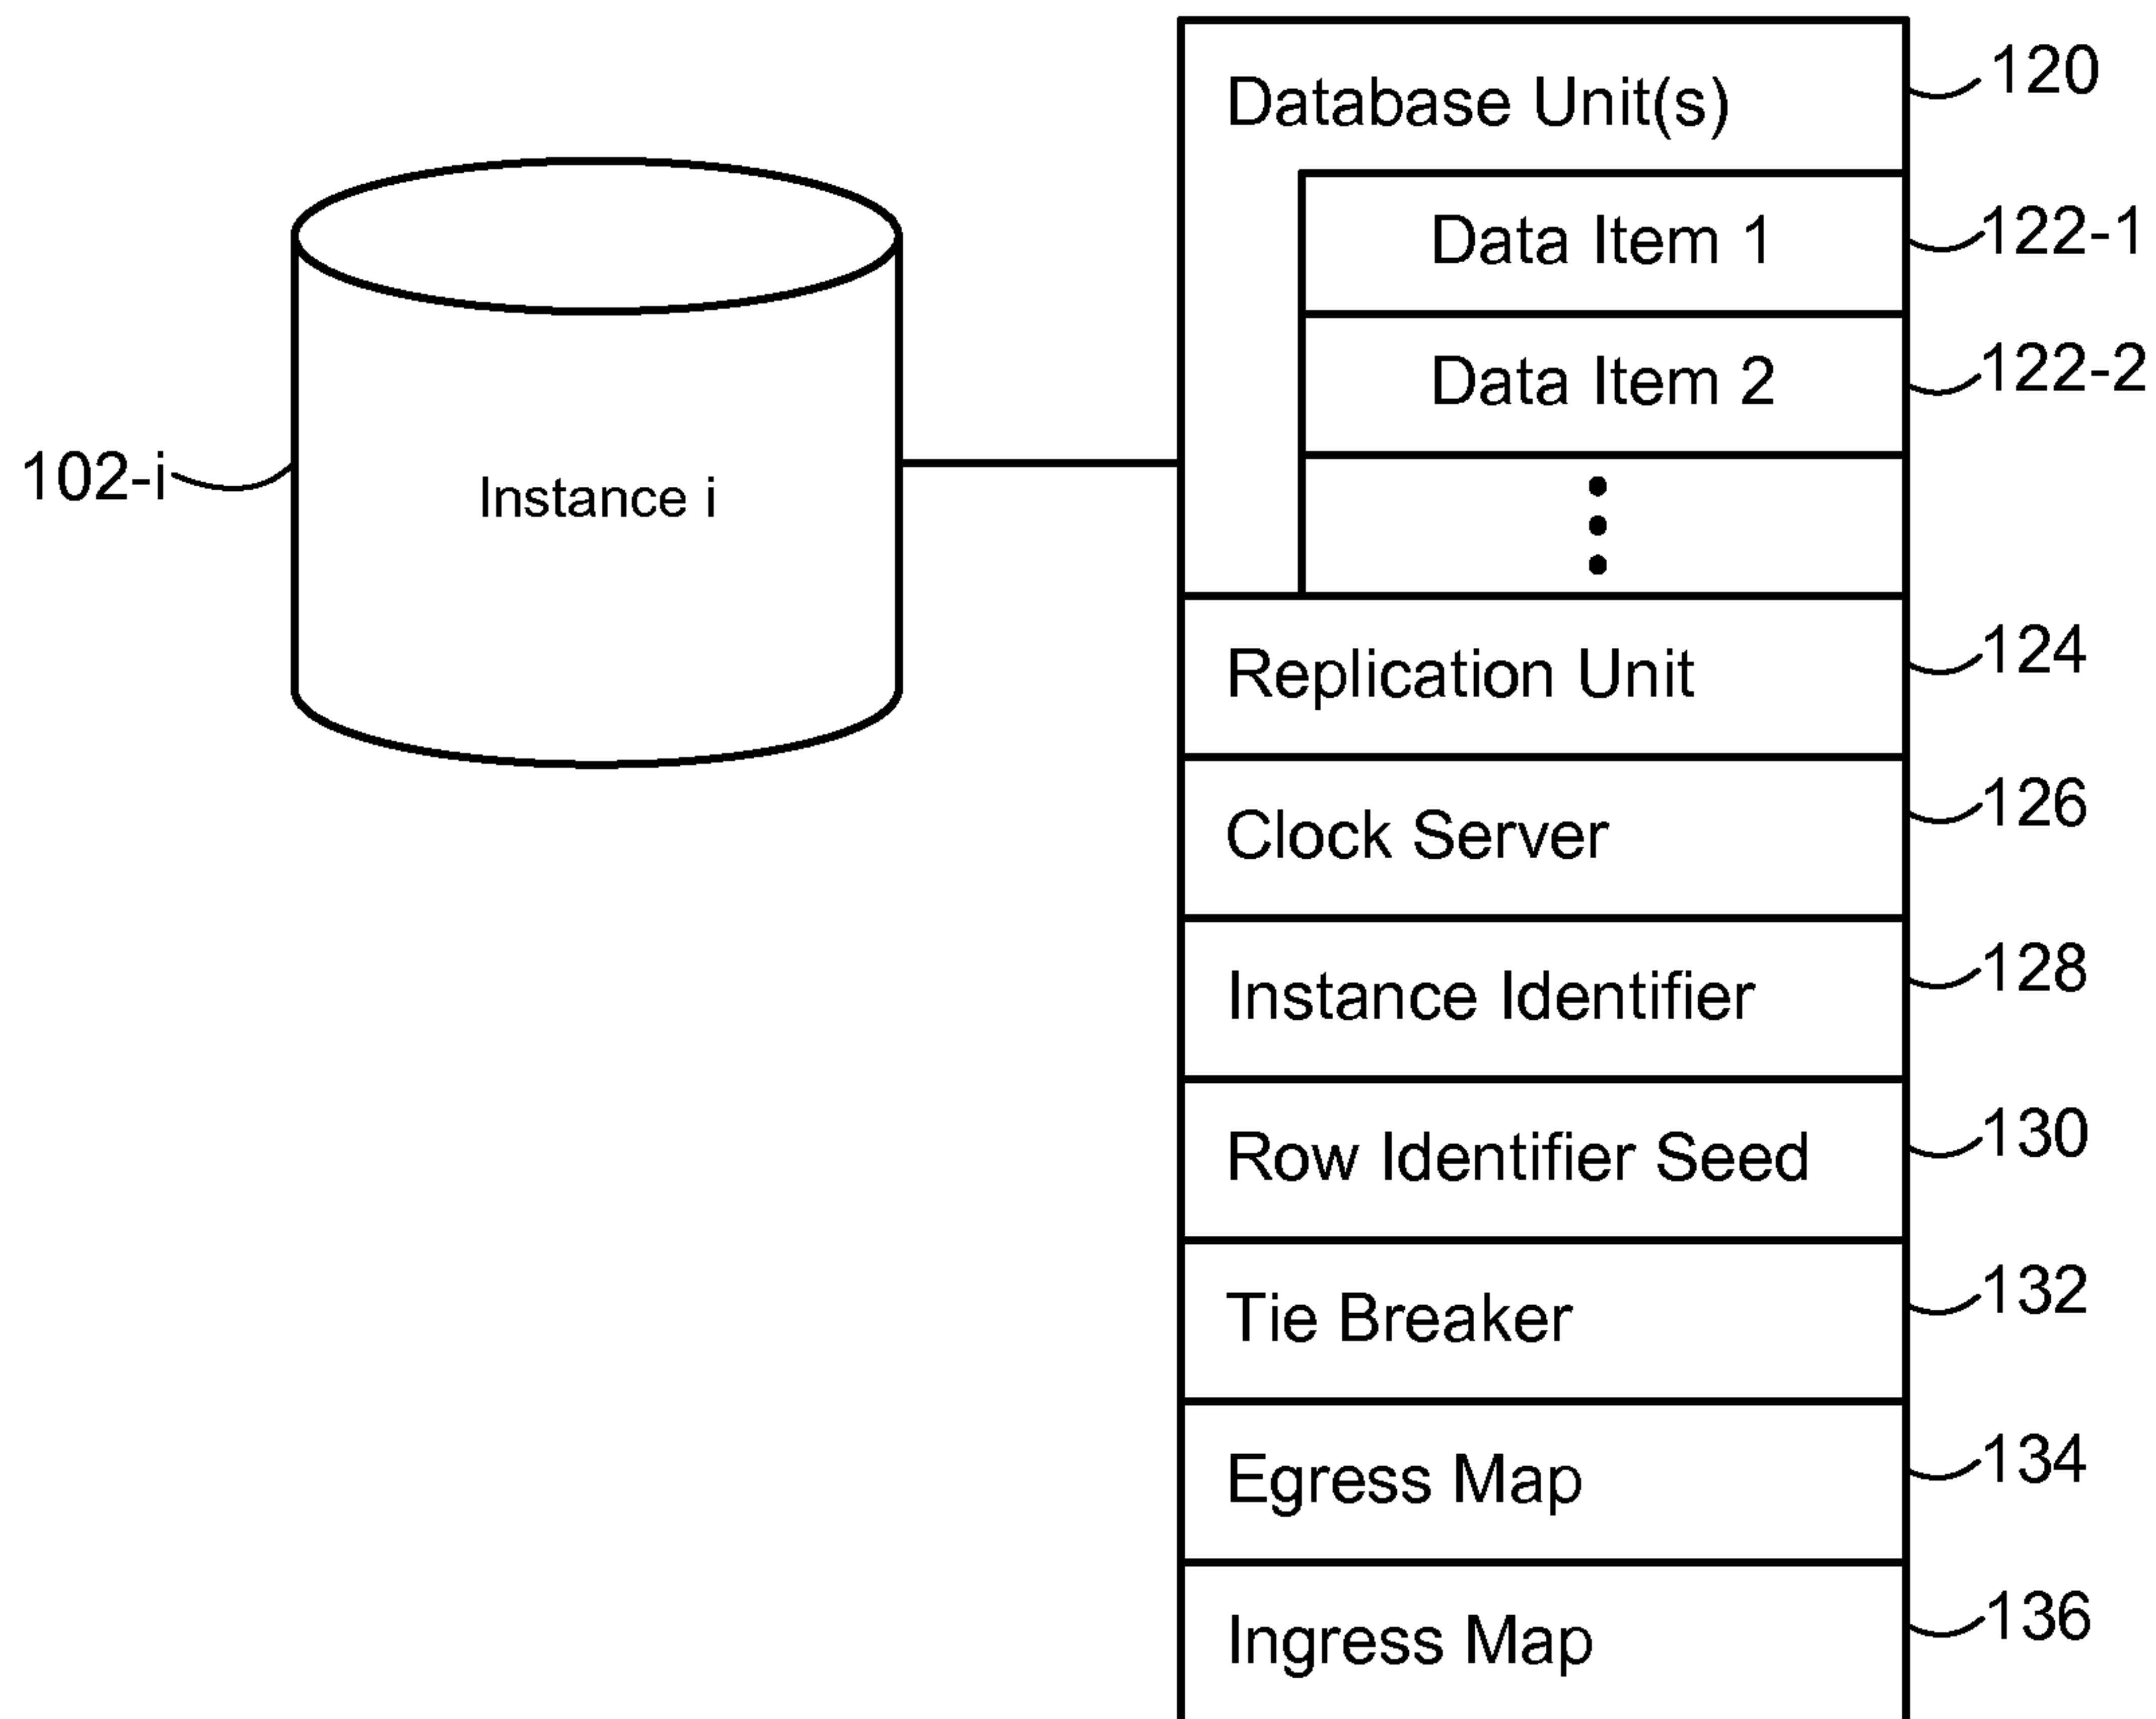 Database Unit(s) 120
Data Item 1 122-1
Data Item 2 122-2
102-i Instance i
Replication Unit 124
Clock Server 126
Instance Identifier 128
Row Identifier Seed 130
Tie Breaker 132
Egress Map 134
Ingress Map 136